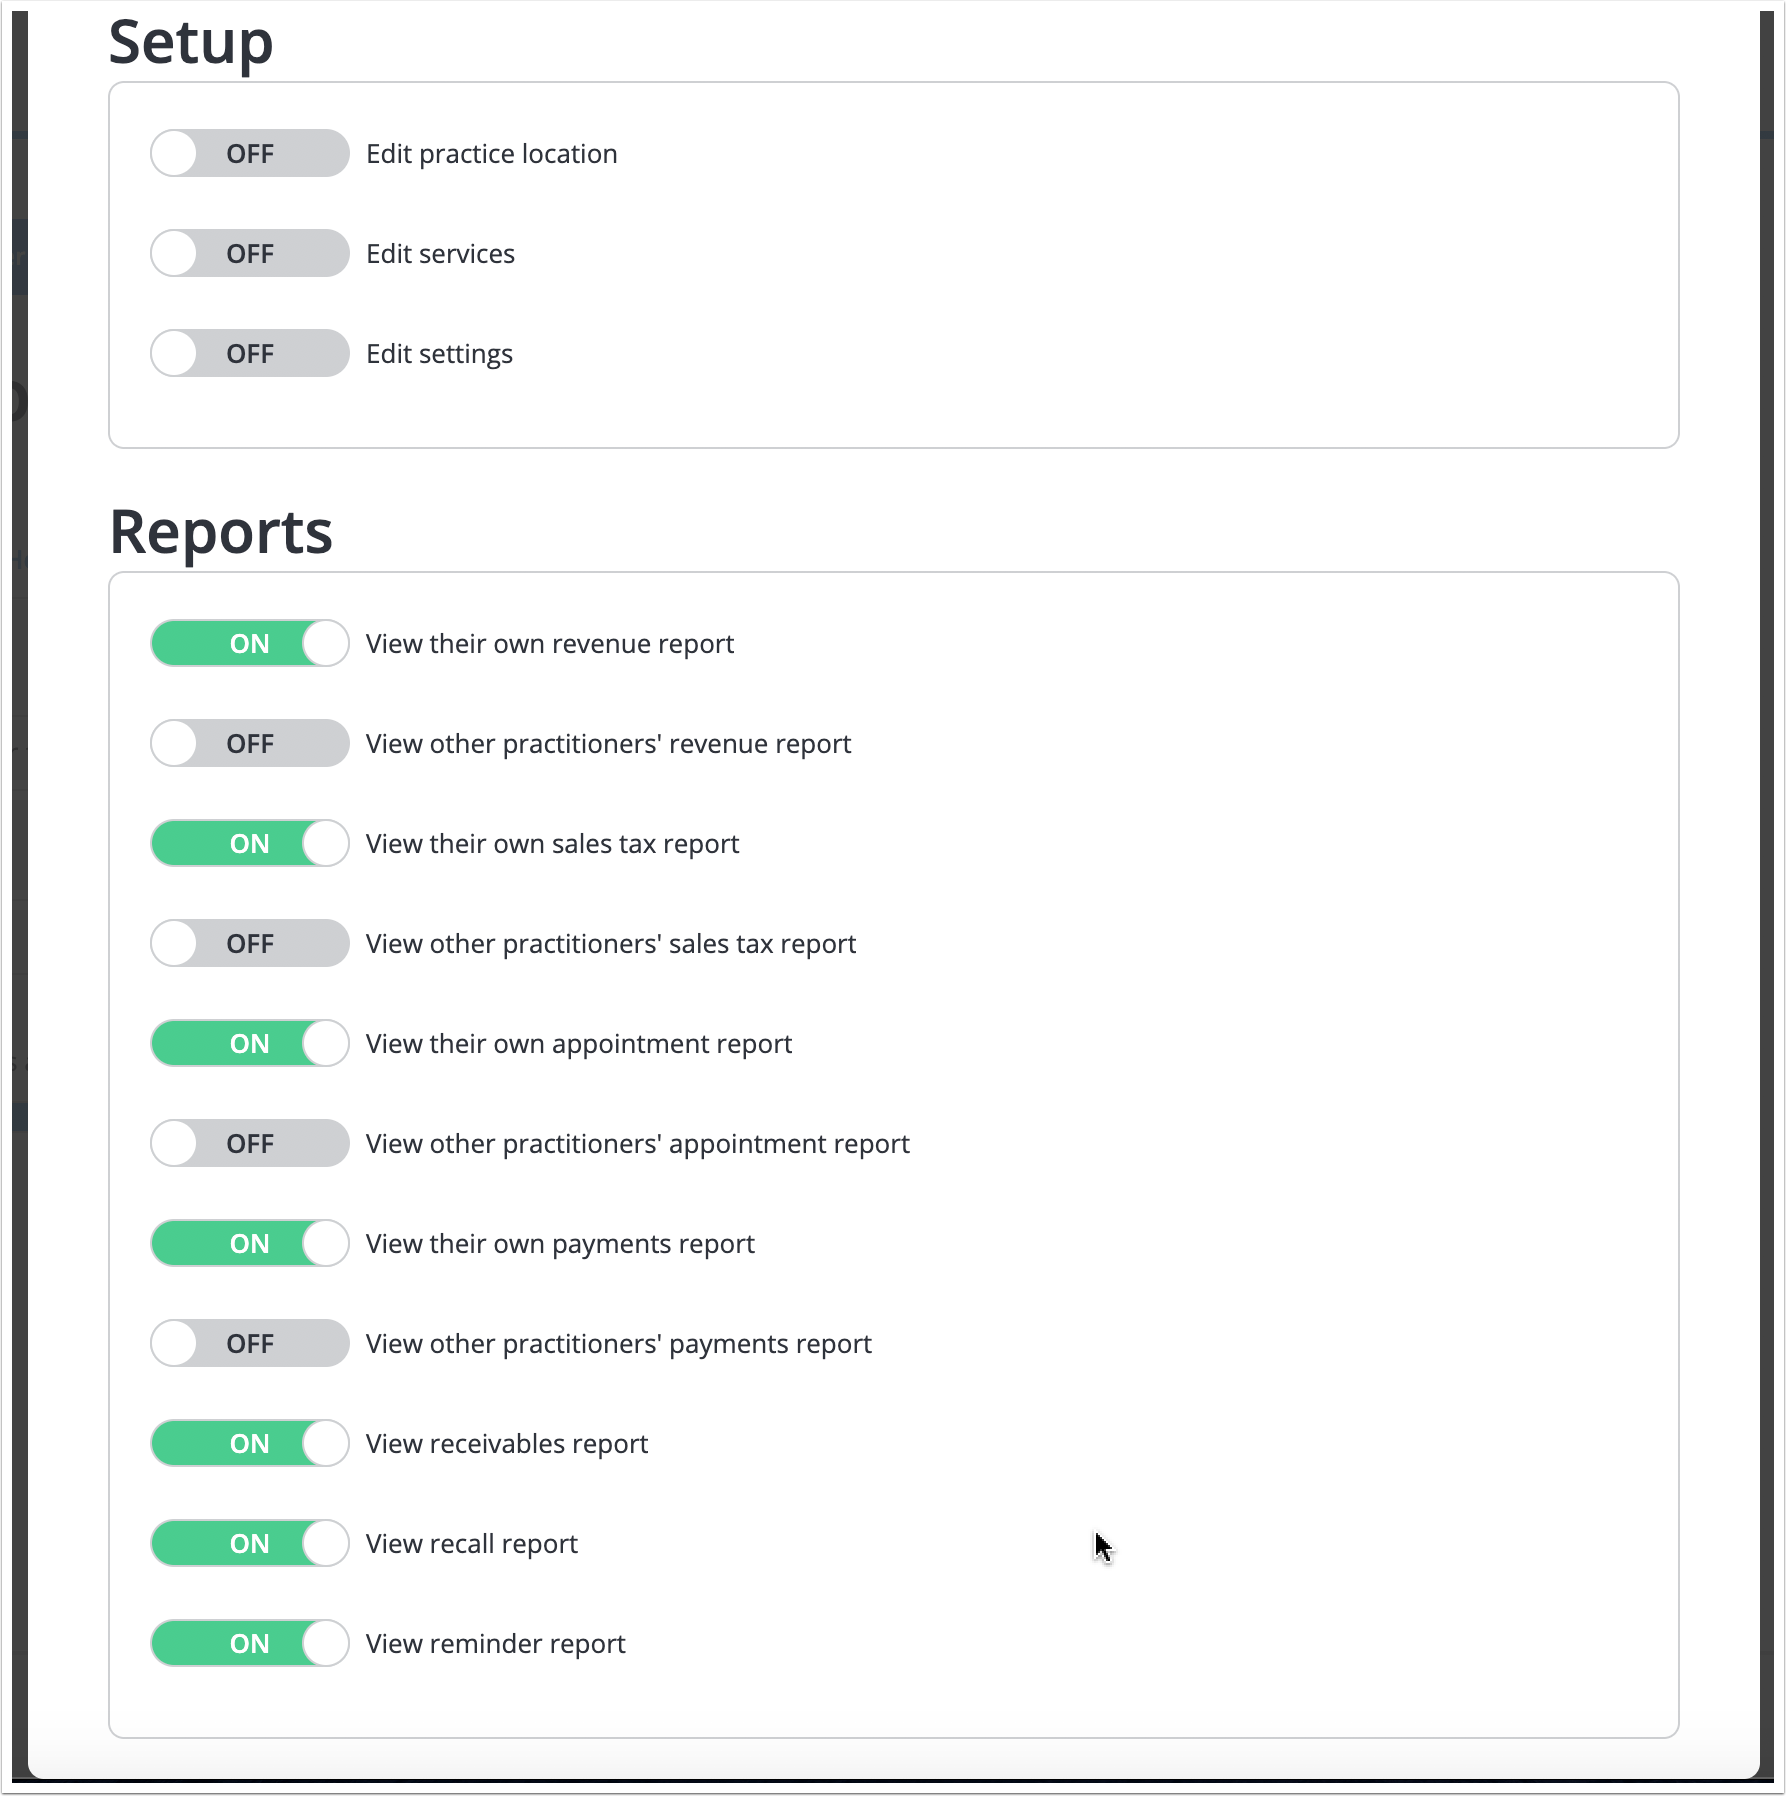 Setup
OFF Edit practice location
OFF Edit services
OFF Edit settings
Reports
ON View their own revenue report
OFF View other practitioners' revenue report
ON View their own sales tax report
OFF View other practitioners' sales tax report
ON View their own appointment report
OFF View other practitioners' appointment report
ON View their own payments report
OFF View other practitioners' payments report
ON View receivables report
ON View recall report
ON View reminder report